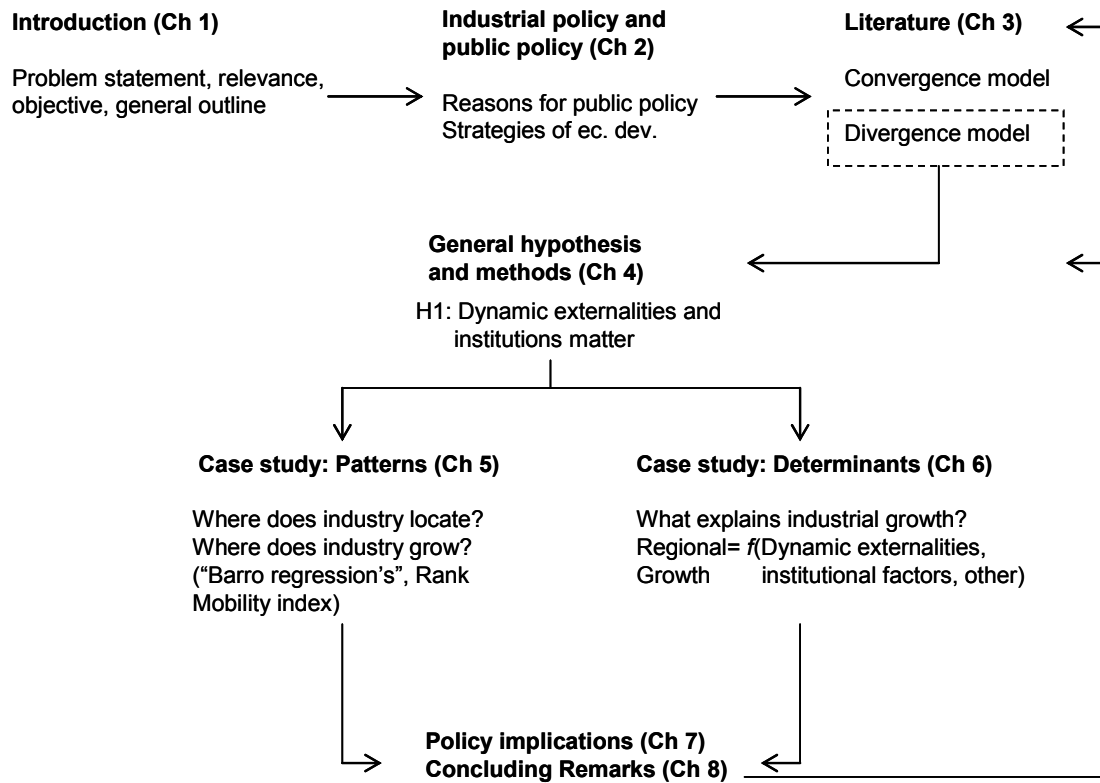 Introduction (Ch 1)
Problem statement, relevance,
objective, general outline
Industrial policy and
public policy (Ch 2)
Reasons for public policy
Strategies of ec. dev.
Literature (Ch 3)
Convergence model
Divergence model
General hypothesis
and methods (Ch 4)
H1: Dynamic externalities and
institutions matter
Case study: Patterns (Ch 5)
Where does industry locate?
Where does industry grow?
(“Barro regression’s”, Rank
Mobility index)
Case study: Determinants (Ch 6)
What explains industrial growth?
Regional= f(Dynamic externalities,
Growth institutional factors, other)
Policy implications (Ch 7)
Concluding Remarks (Ch 8)